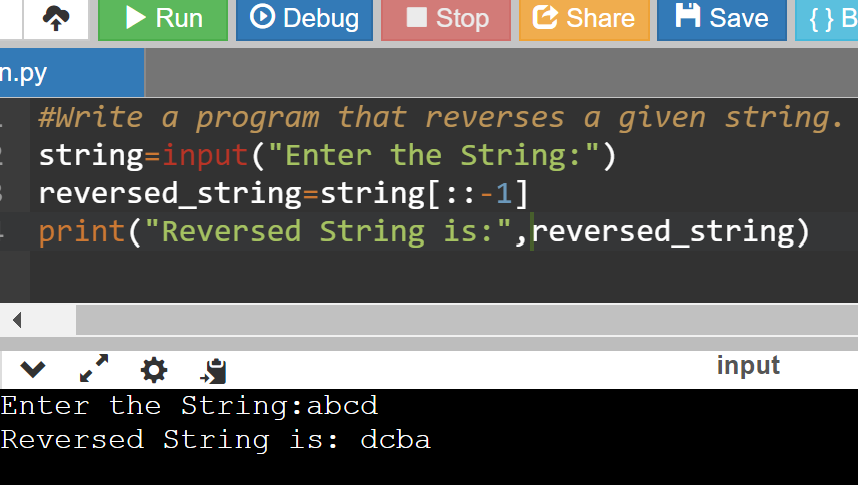 Run Debug Stop Share Save { } B
n.py
#Write a program that reverses a given string.
string=input("Enter the String:")
reversed_string=string[::-1]
print("Reversed String is:",reversed_string)
input
Enter the String:abcd
Reversed String is: dcba